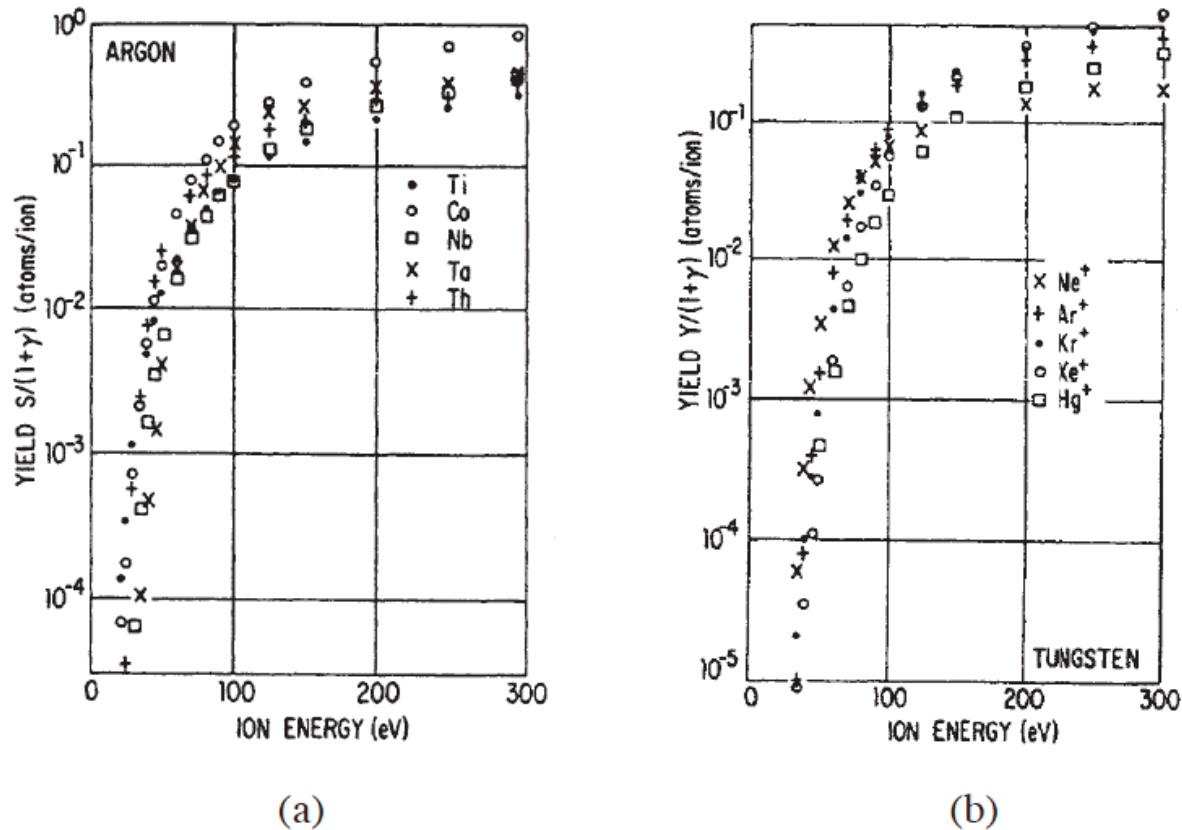 ARGON
YIELD S/(1+γ) (atoms/ion)
10⁰
10⁻¹
10⁻²
10⁻³
10⁻⁴
• Ti
○ Co
□ Nb
× Ta
+ Th
0 100 200 300
ION ENERGY (eV)
(a)
YIELD Y/(1+γ) (atoms/ion)
10⁻¹
10⁻²
10⁻³
10⁻⁴
10⁻⁵
× Ne⁺
+ Ar⁺
• Kr⁺
○ Xe⁺
□ Hg⁺
TUNGSTEN
0 100 200 300
ION ENERGY (eV)
(b)